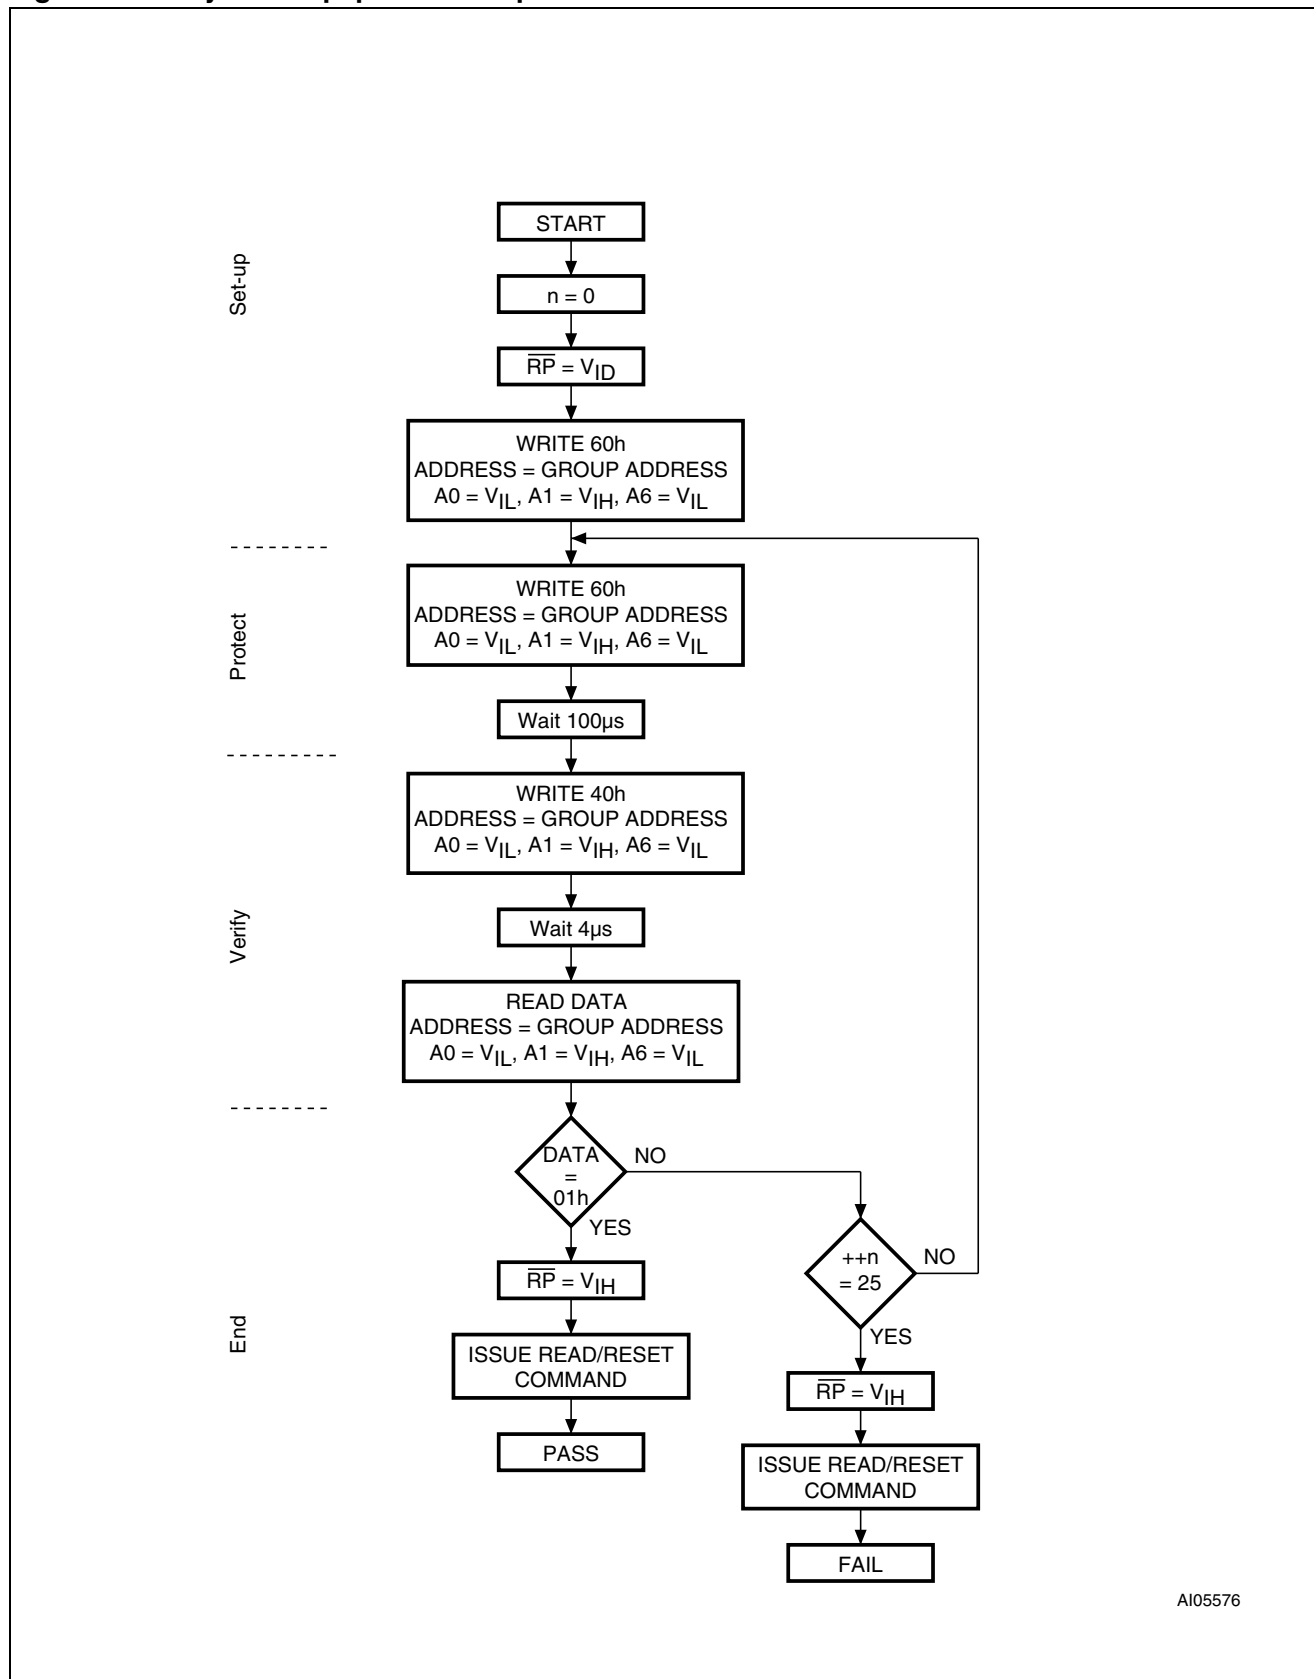 Set-up
START
n = 0
RP = VID
WRITE 60h
ADDRESS = GROUP ADDRESS
A0 = VIL, A1 = VIH, A6 = VIL
Protect
WRITE 60h
ADDRESS = GROUP ADDRESS
A0 = VIL, A1 = VIH, A6 = VIL
Wait 100µs
Verify
WRITE 40h
ADDRESS = GROUP ADDRESS
A0 = VIL, A1 = VIH, A6 = VIL
Wait 4µs
READ DATA
ADDRESS = GROUP ADDRESS
A0 = VIL, A1 = VIH, A6 = VIL
End
DATA
=
01h
NO
YES
++n
= 25
NO
YES
RP = VIH
ISSUE READ/RESET
COMMAND
PASS
RP = VIH
ISSUE READ/RESET
COMMAND
FAIL
AI05576